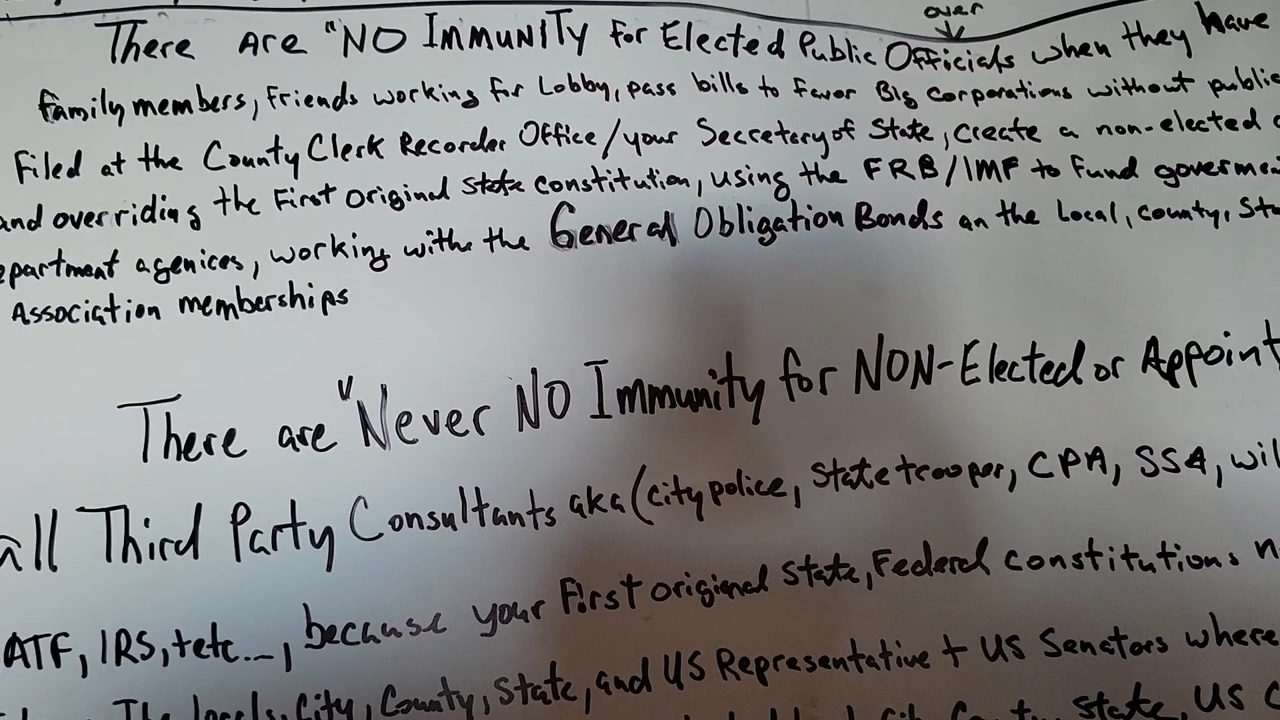 over
There Are "NO Immunity for Elected Public Officials when they have
family members, Friends working for Lobby, pass bills to favor Big corporations without public
Filed at the County Clerk Recorder Office/your Secretary of State, create a non-elected
and overriding the First original State constitution, using the FRB/IMF to fund
epartment agenices, working withe the General Obligation Bonds an the Local, county,
Association memberships
There are "Never NO Immunity for NON-Elected or Appoint
all Third Party Consultants aka (city police, State trooper, CPA, SSA,
ATF, IRS, tetc..., because your First original State, Federal constitutions
The locals, City, County, State, and US Representative + US Senators where
State, US